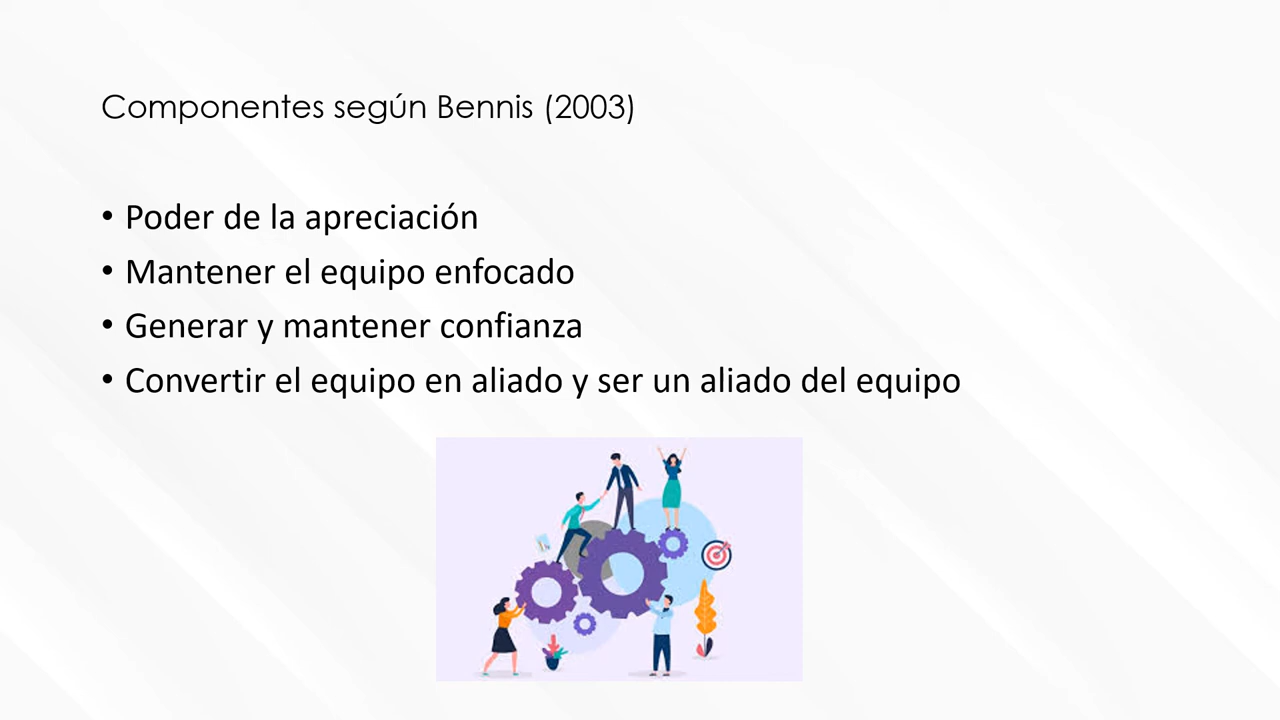 Componentes según Bennis (2003)
• Poder de la apreciación
• Mantener el equipo enfocado
• Generar y mantener confianza
• Convertir el equipo en aliado y ser un aliado del equipo